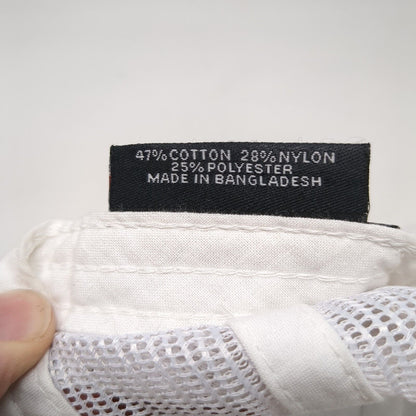 47% COTTON 28% NYLON
25% POLYESTER
MADE IN BANGLADESH